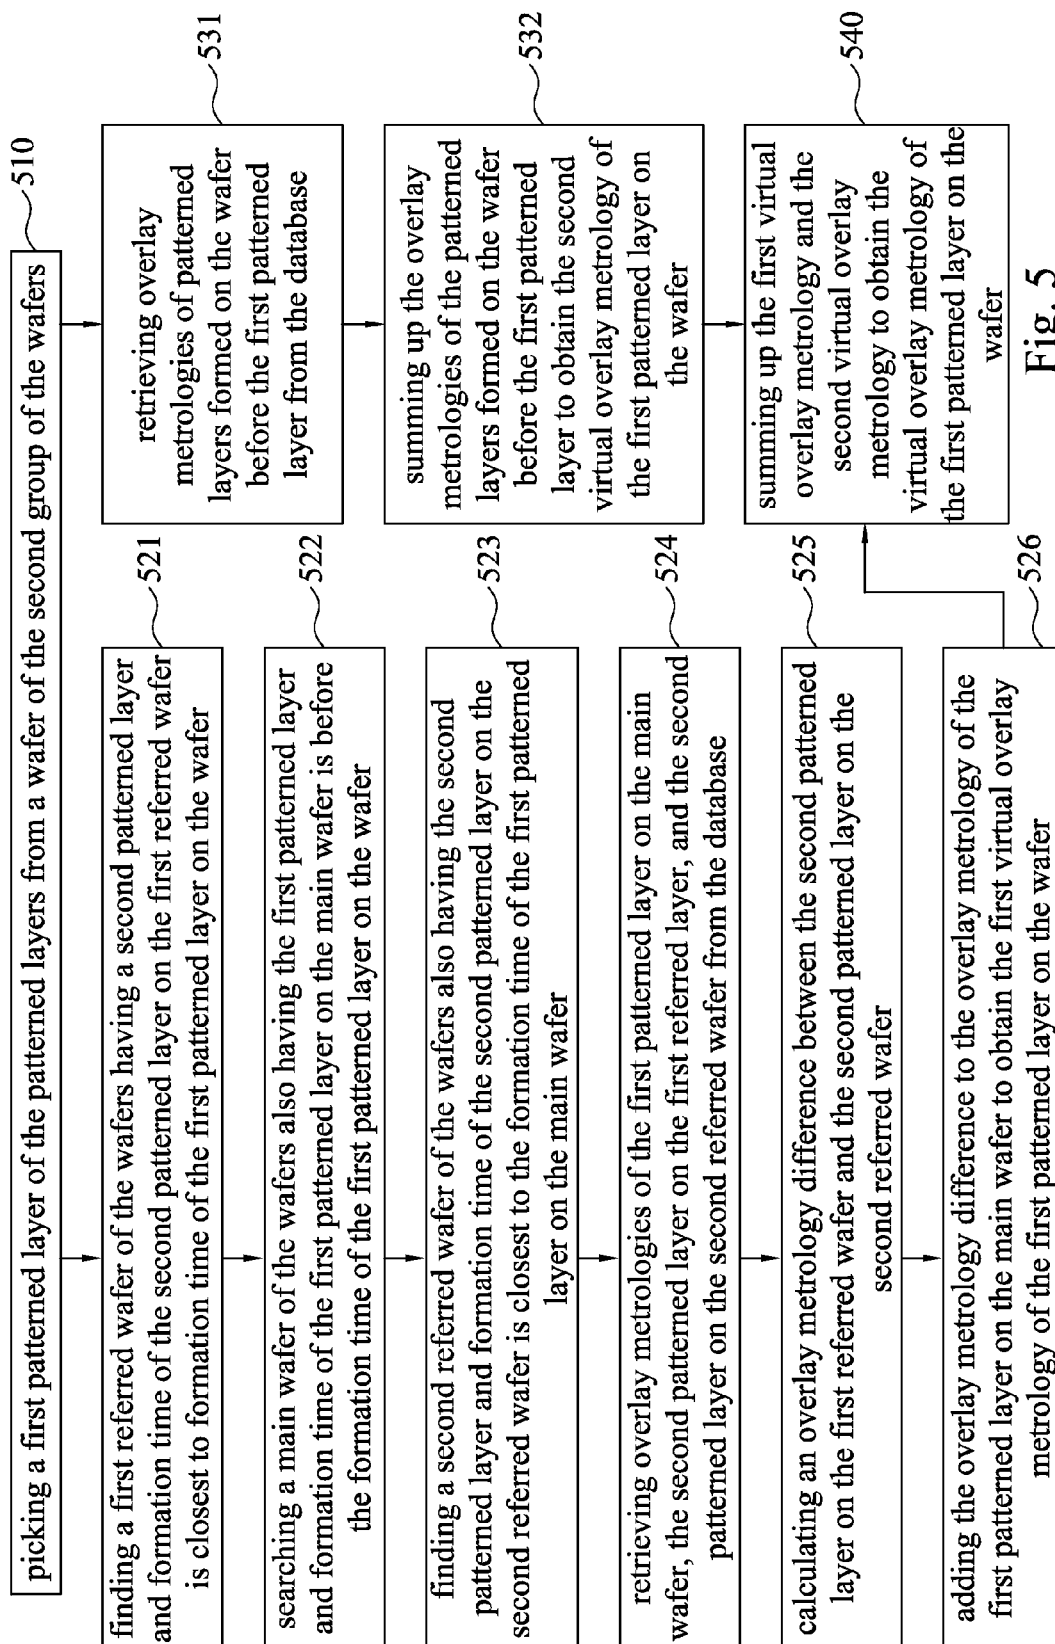 picking a first patterned layer of the patterned layers from a wafer of the second group of the wafers
510
finding a first referred wafer of the wafers having a second patterned layer
and formation time of the second patterned layer on the first referred wafer
is closest to formation time of the first patterned layer on the wafer
521
searching a main wafer of the wafers also having the first patterned layer
and formation time of the first patterned layer on the main wafer is before
the formation time of the first patterned layer on the wafer
522
finding a second referred wafer of the wafers also having the second
patterned layer and formation time of the second patterned layer on the
second referred wafer is closest to the formation time of the first patterned
layer on the main wafer
523
retrieving overlay metrologies of the first patterned layer on the main
wafer, the second patterned layer on the first referred layer, and the second
patterned layer on the second referred wafer from the database
524
calculating an overlay metrology difference between the second patterned
layer on the first referred wafer and the second patterned layer on the
second referred wafer
525
adding the overlay metrology difference to the overlay metrology of the
first patterned layer on the main wafer to obtain the first virtual overlay
metrology of the first patterned layer on the wafer
526
retrieving overlay
metrologies of patterned
layers formed on the wafer
before the first patterned
layer from the database
531
summing up the overlay
metrologies of the patterned
layers formed on the wafer
before the first patterned
layer to obtain the second
virtual overlay metrology of
the first patterned layer on
the wafer
532
summing up the first virtual
overlay metrology and the
second virtual overlay
metrology to obtain the
virtual overlay metrology of
the first patterned layer on the
wafer
540
Fig. 5